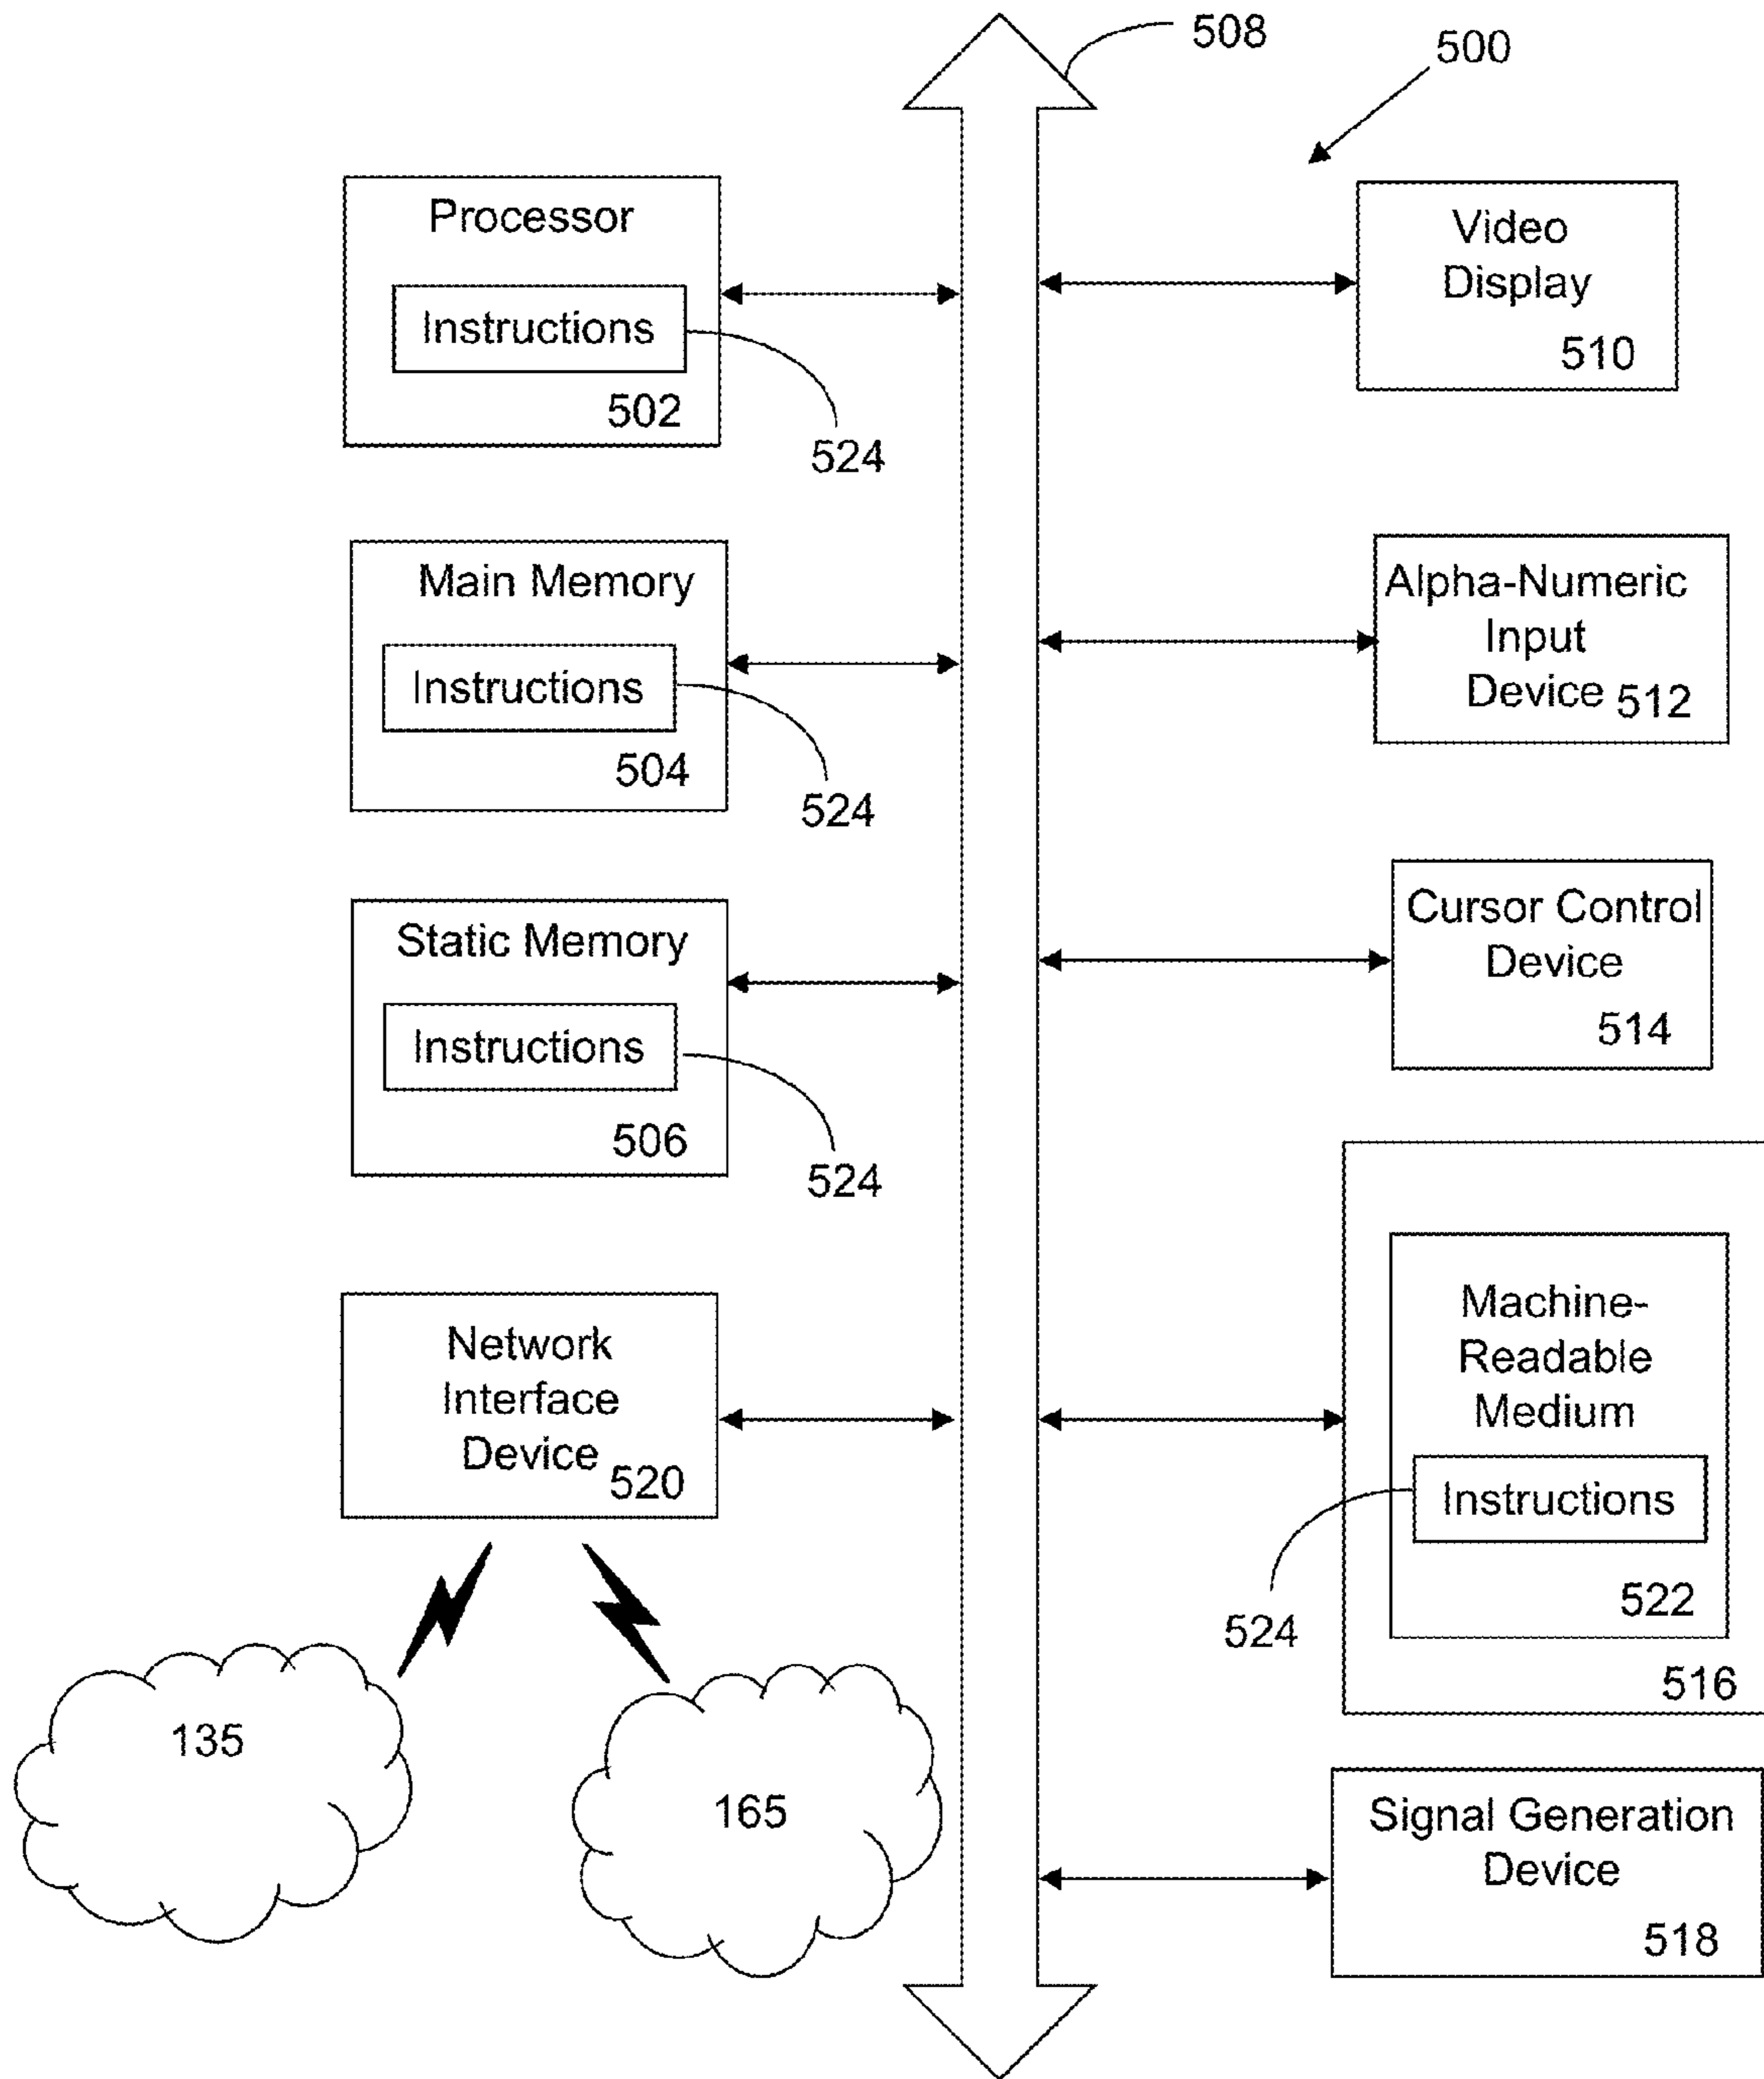 508
500
Processor
Instructions
502
524
Video
Display
510
Main Memory
Instructions
504
524
Alpha-Numeric
Input
Device 512
Static Memory
Instructions
506
524
Cursor Control
Device
514
Network
Interface
Device 520
Machine-
Readable
Medium
Instructions
522
524
516
135
165
Signal Generation
Device
518